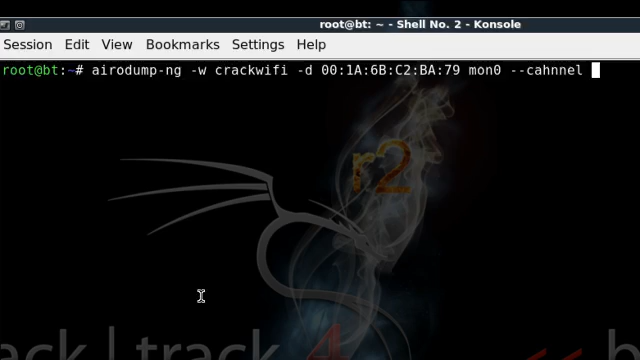 root@bt: ~ - Shell No. 2 - Konsole
Session Edit View Bookmarks Settings Help
root@bt:~# airodump-ng -w crackwifi -d 00:1A:6B:C2:BA:79 mon0 --cahnnel
r2
ack | track 4 b